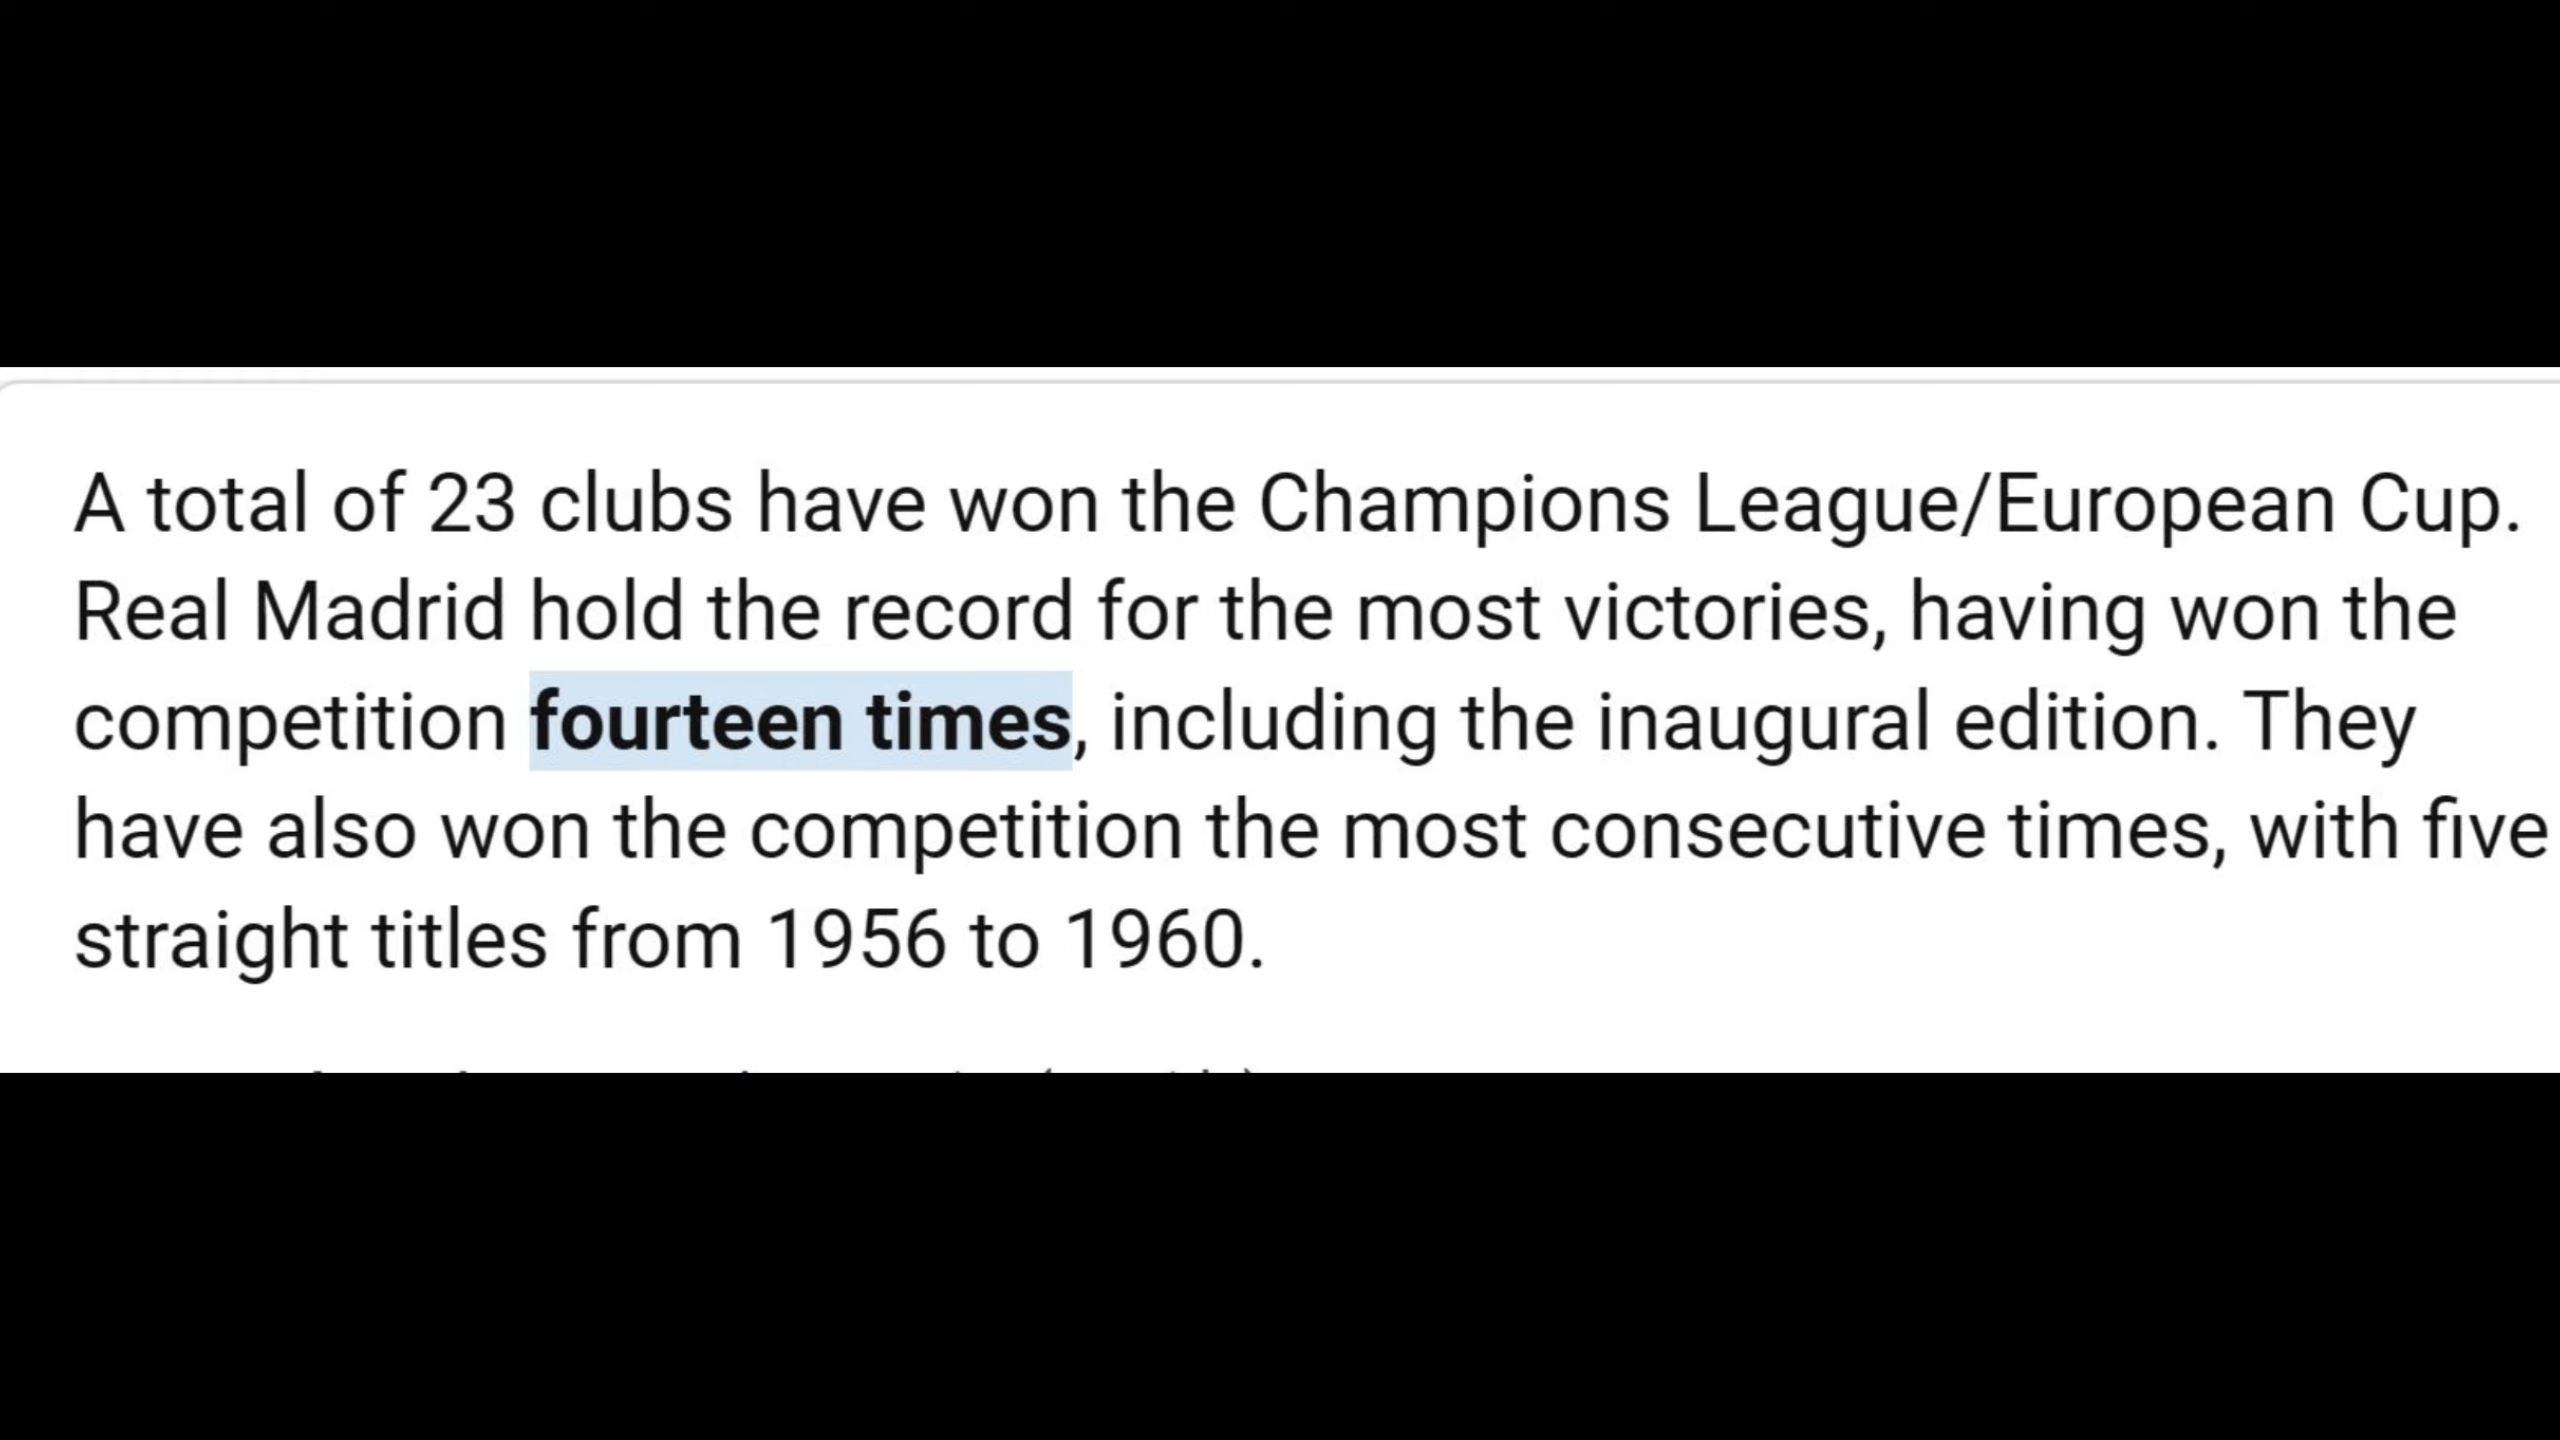 A total of 23 clubs have won the Champions League/European Cup.
Real Madrid hold the record for the most victories, having won the
competition fourteen times, including the inaugural edition. They
have also won the competition the most consecutive times, with five
straight titles from 1956 to 1960.